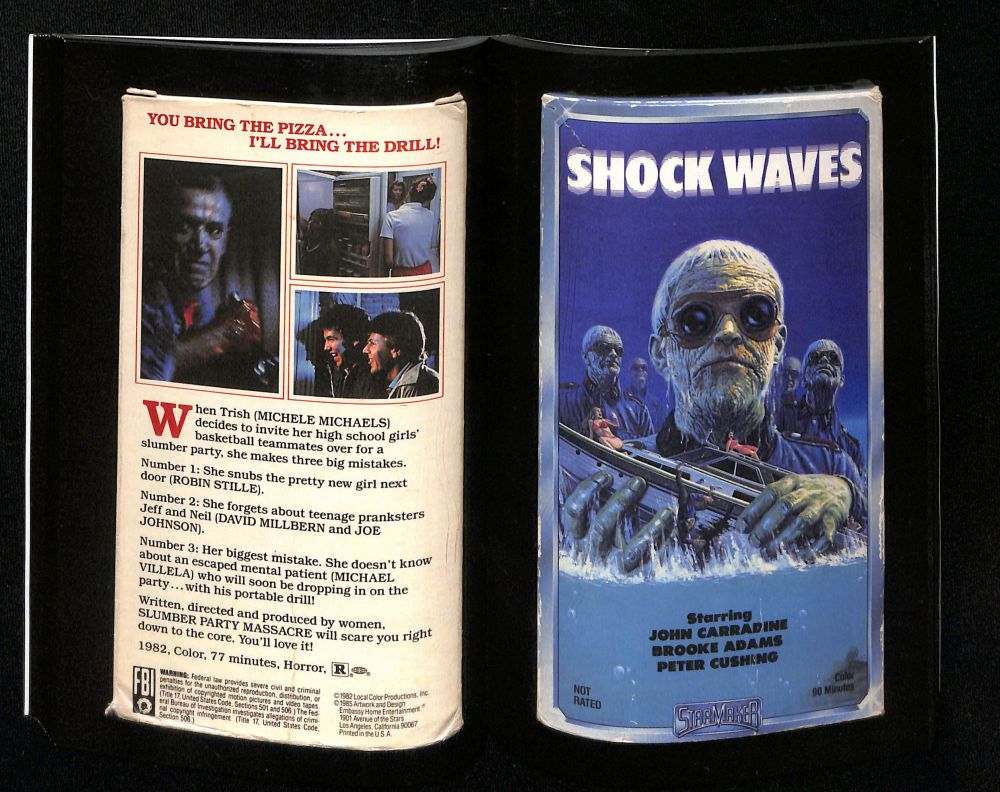 YOU BRING THE PIZZA...
I'LL BRING THE DRILL!
When Trish (MICHELE MICHAELS)
decides to invite her high school girls'
basketball teammates over for a
slumber party, she makes three big mistakes.
Number 1: She snubs the pretty new girl next
door (ROBIN STILLE).
Number 2: She forgets about teenage pranksters
Jeff and Neil (DAVID MILLBERN and JOE
JOHNSON).
Number 3: Her biggest mistake. She doesn't know
about an escaped mental patient (MICHAEL
VILLELA) who will soon be dropping in on the
party...with his portable drill!
Written, directed and produced by women,
SLUMBER PARTY MASSACRE will scare you right
down to the core. You'll love it!
1982, Color, 77 minutes, Horror, R
FBI
WARNING: Federal law provides severe civil and criminal
penalties for the unauthorized reproduction, distribution, or
exhibition of copyrighted motion pictures and video tapes.
(Title 17, United States Code, Sections 501 and 506.) The Fed-
eral Bureau of Investigation investigates allegations of crimi-
nal copyright infringement. (Title 17, United States Code,
Section 506.)
©1982 Local Color Productions, Inc.
©1985 Artwork and Design
Embassy Home Entertainment®
1901 Avenue of the Stars
Los Angeles, California 90067
Printed in the U.S.A.
SHOCK WAVES
Starring
JOHN CARRADINE
BROOKE ADAMS
PETER CUSHING
NOT
RATED
Color
90 Minutes
STARMAKER